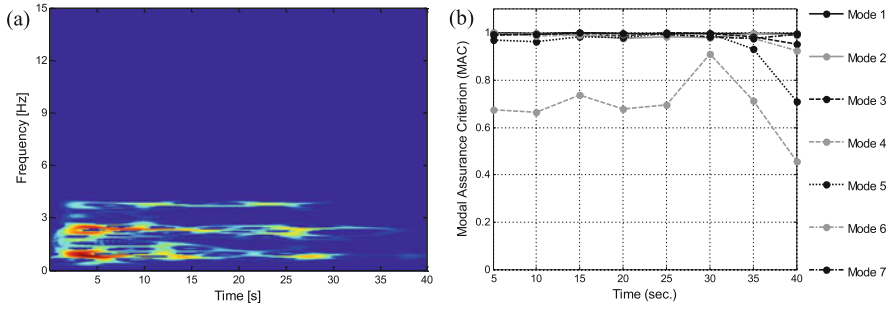 (a)
15
12
9
6
3
0
Frequency [Hz]
5 10 15 20 25 30 35 40
Time [s]
(b)
1
0.8
0.6
0.4
0.2
0
Modal Assurance Criterion (MAC)
5 10 15 20 25 30 35 40
Time (sec.)
Mode 1
Mode 2
Mode 3
Mode 4
Mode 5
Mode 6
Mode 7